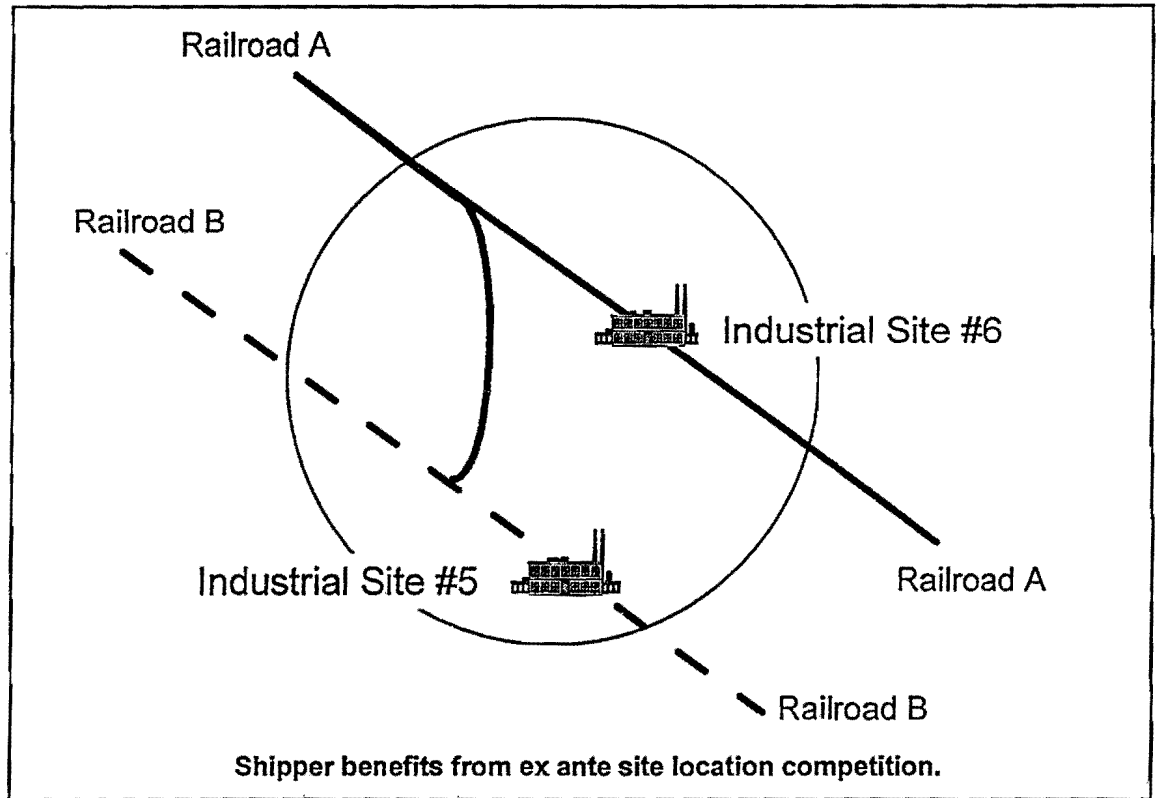 Railroad A
Railroad B
Industrial Site #6
Industrial Site #5
Railroad A
Railroad B
Shipper benefits from ex ante site location competition.